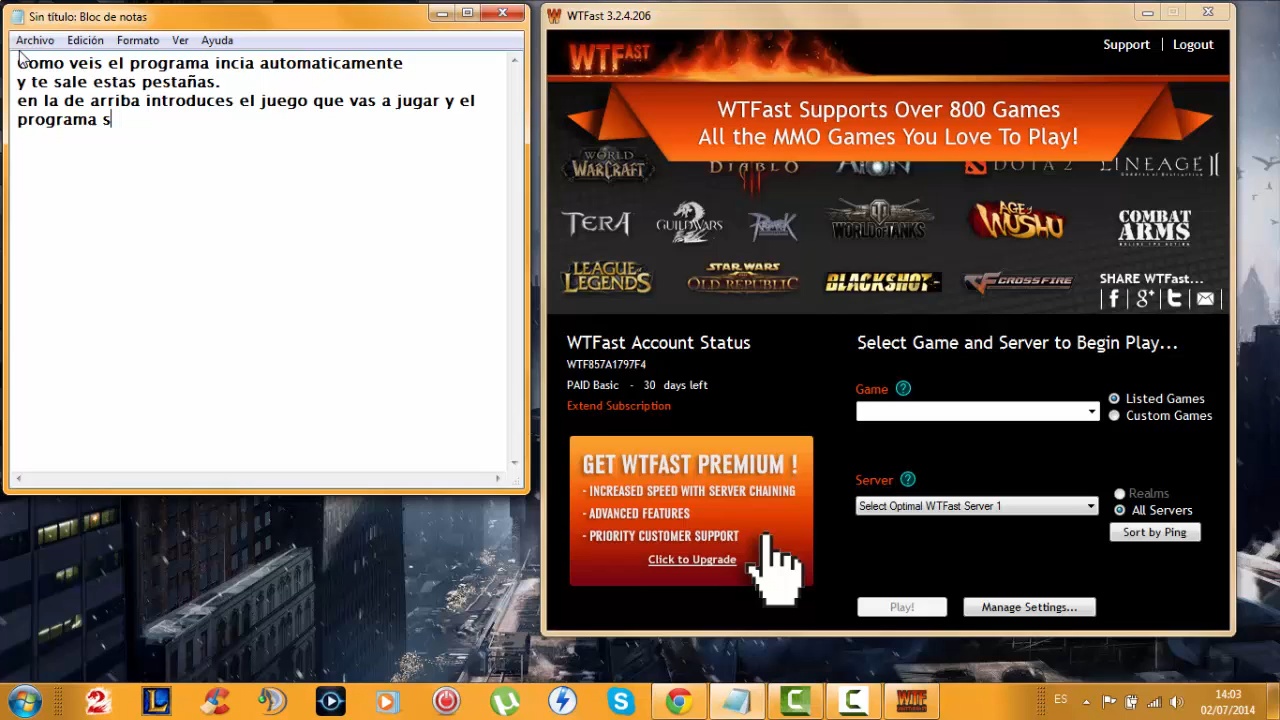 Sin título: Bloc de notas
Archivo Edición Formato Ver Ayuda
Como veis el programa incia automaticamente
y te sale estas pestañas.
en la de arriba introduces el juego que vas a jugar y el
programa s
WTFast 3.2.4.206
WTFAST
Support | Logout
WTFast Supports Over 800 Games
All the MMO Games You Love To Play!
WORLD WARCRAFT
DIABLO III
AION
DOTA 2
LINEAGE II
TERA
GUILD WARS 2
WORLD OF TANKS
AGE of WUSHU
COMBAT ARMS
LEAGUE of LEGENDS
STAR WARS OLD REPUBLIC
BLACKSHOT
CROSSFIRE
SHARE WTFast...
f g+ t
WTFast Account Status
WTF857A1797F4
PAID Basic - 30 days left
Extend Subscription
GET WTFAST PREMIUM !
- INCREASED SPEED WITH SERVER CHAINING
- ADVANCED FEATURES
- PRIORITY CUSTOMER SUPPORT
Click to Upgrade
Select Game and Server to Begin Play...
Game ?
Listed Games
Custom Games
Server ?
Select Optimal WTFast Server 1
Realms
All Servers
Sort by Ping
Play!
Manage Settings...
ES
14:03
02/07/2014